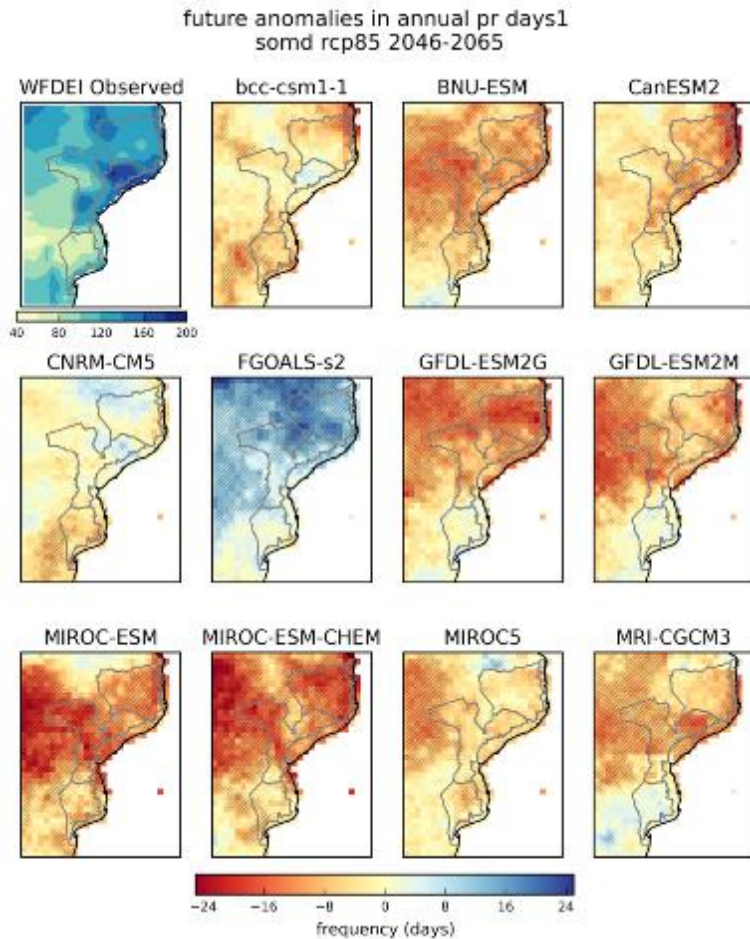 future anomalies in annual pr days1
somd rcp85 2046-2065
WFDEI Observed bcc-csm1-1 BNU-ESM CanESM2
40 80 120 160 200
CNRM-CM5 FGOALS-s2 GFDL-ESM2G GFDL-ESM2M
MIROC-ESM MIROC-ESM-CHEM MIROC5 MRI-CGCM3
−24 −16 −8 0 8 16 24
frequency (days)